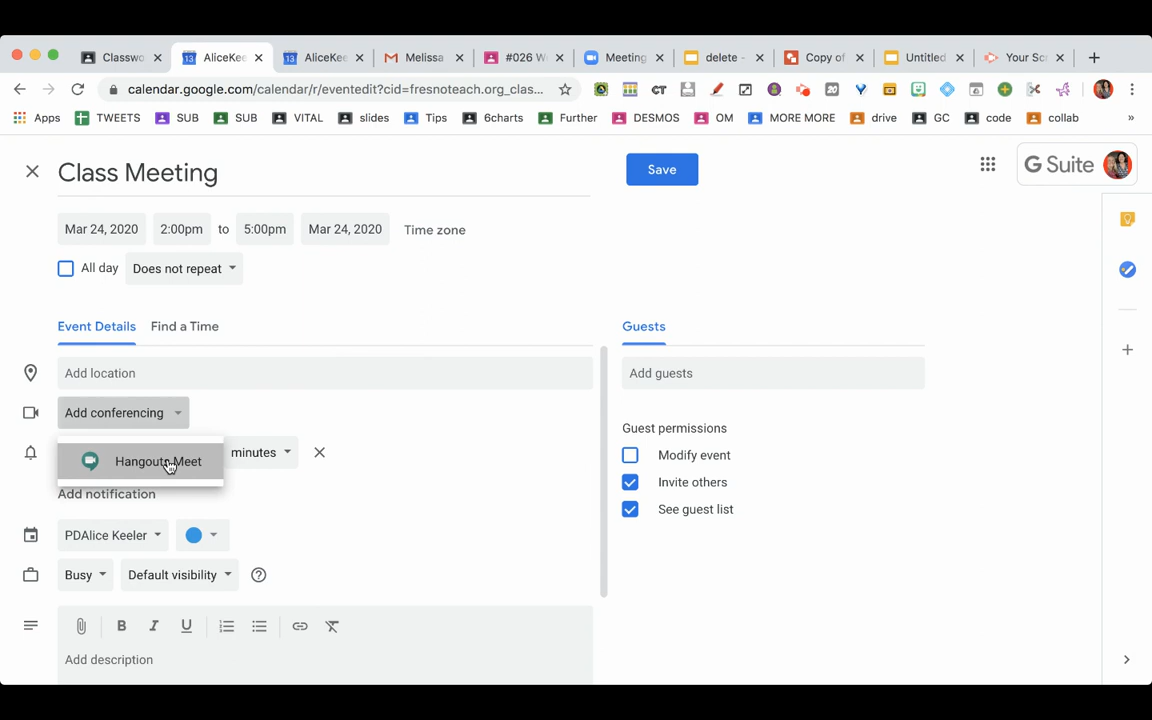 Classwo
AliceKee
AliceKee
Melissa
#026 W
Meeting
delete -
Copy of
Untitled
Your Sc
calendar.google.com/calendar/r/eventedit?cid=fresnoteach.org_clas...
Apps
TWEETS
SUB
SUB
VITAL
slides
Tips
6charts
Further
DESMOS
OM
MORE MORE
drive
GC
code
collab
»
Class Meeting
Save
G Suite
Mar 24, 2020
2:00pm
to
5:00pm
Mar 24, 2020
Time zone
All day
Does not repeat
Event Details
Find a Time
Guests
Add location
Add guests
Add conferencing
Guest permissions
Hangouts Meet
minutes
Modify event
Invite others
Add notification
See guest list
PDAlice Keeler
Busy
Default visibility
B I U
Add description